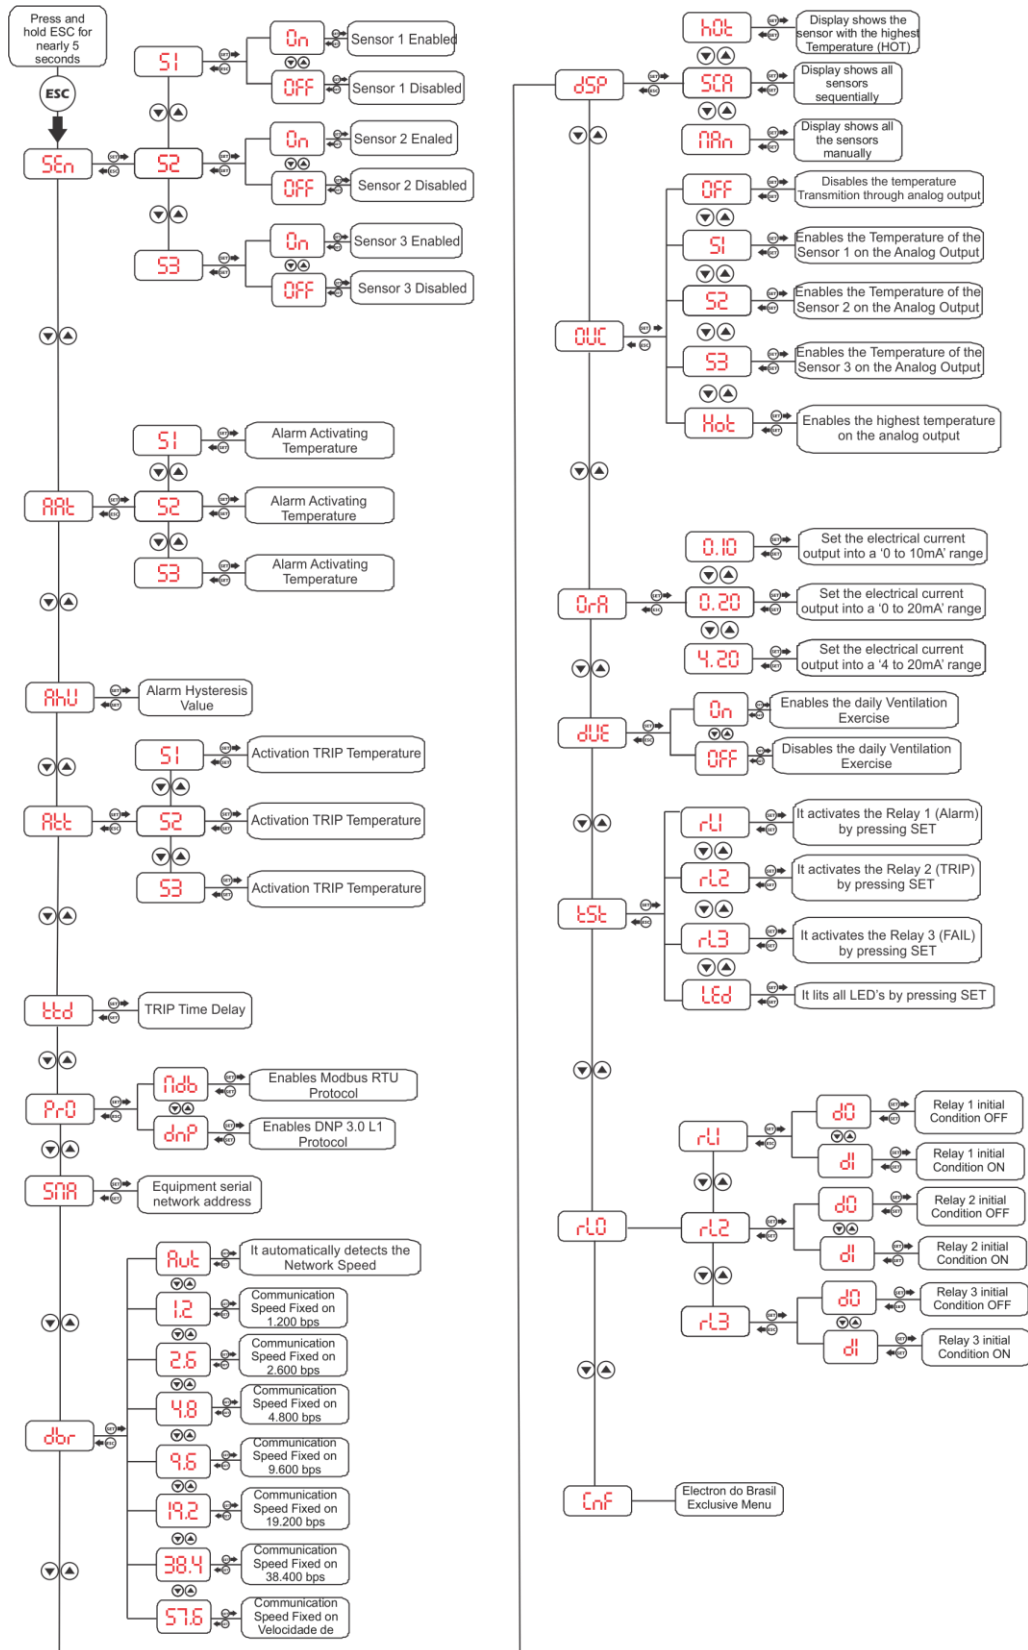 Press and
hold ESC for
nearly 5
seconds
ESC
SEn
S1
On
Sensor 1 Enabled
OFF
Sensor 1 Disabled
S2
On
Sensor 2 Enaled
OFF
Sensor 2 Disabled
S3
On
Sensor 3 Enabled
OFF
Sensor 3 Disabled
AAt
S1
Alarm Activating
Temperature
S2
Alarm Activating
Temperature
S3
Alarm Activating
Temperature
AhU
Alarm Hysteresis
Value
Att
S1
Activation TRIP Temperature
S2
Activation TRIP Temperature
S3
Activation TRIP Temperature
ttd
TRIP Time Delay
PrO
Mdb
Enables Modbus RTU
Protocol
dnP
Enables DNP 3.0 L1
Protocol
SMA
Equipment serial
network address
dbr
Aut
It automatically detects the
Network Speed
1.2
Communication
Speed Fixed on
1.200 bps
2.6
Communication
Speed Fixed on
2.600 bps
4.8
Communication
Speed Fixed on
4.800 bps
9.6
Communication
Speed Fixed on
9.600 bps
19.2
Communication
Speed Fixed on
19.200 bps
38.4
Communication
Speed Fixed on
38.400 bps
57.6
Communication
Speed Fixed on
Velocidade de
dSP
hOt
Display shows the
sensor with the highest
Temperature (HOT)
SCA
Display shows all
sensors
sequentially
MAn
Display shows all
the sensors
manually
OUC
OFF
Disables the temperature
Transmition through analog output
S1
Enables the Temperature of the
Sensor 1 on the Analog Output
S2
Enables the Temperature of the
Sensor 2 on the Analog Output
S3
Enables the Temperature of the
Sensor 3 on the Analog Output
Hot
Enables the highest temperature
on the analog output
OrA
0.10
Set the electrical current
output into a ‘0 to 10mA’ range
0.20
Set the electrical current
output into a ‘0 to 20mA’ range
4.20
Set the electrical current
output into a ‘4 to 20mA’ range
dUE
On
Enables the daily Ventilation
Exercise
OFF
Disables the daily Ventilation
Exercise
tSt
rL1
It activates the Relay 1 (Alarm)
by pressing SET
rL2
It activates the Relay 2 (TRIP)
by pressing SET
rL3
It activates the Relay 3 (FAIL)
by pressing SET
LEd
It lits all LED's by pressing SET
rLO
rL1
dO
Relay 1 initial
Condition OFF
dI
Relay 1 initial
Condition ON
rL2
dO
Relay 2 initial
Condition OFF
dI
Relay 2 initial
Condition ON
rL3
dO
Relay 3 initial
Condition OFF
dI
Relay 3 initial
Condition ON
CnF
Electron do Brasil
Exclusive Menu